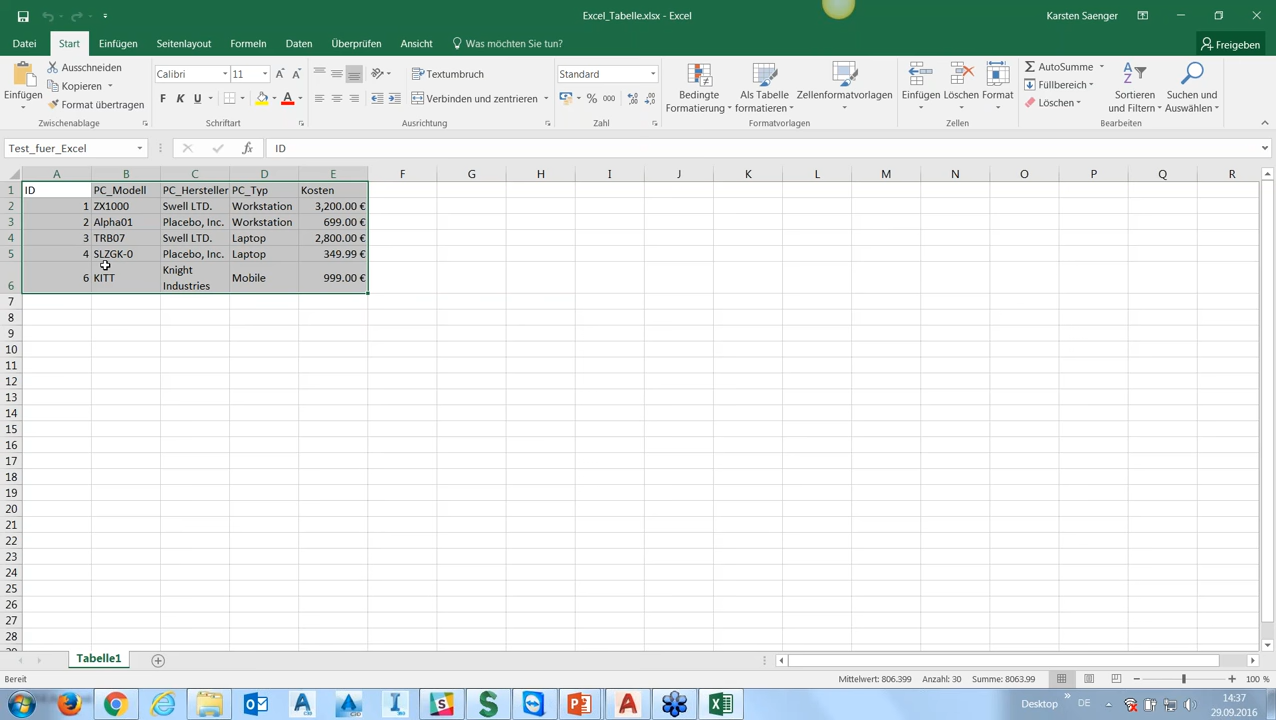 Excel_Tabelle.xlsx - Excel
Karsten Saenger
Datei Start Einfügen Seitenlayout Formeln Daten Überprüfen Ansicht Was möchten Sie tun? Freigeben
Einfügen
Ausschneiden
Kopieren
Format übertragen
Zwischenablage
Calibri 11
F K U
Schriftart
Textumbruch
Verbinden und zentrieren
Ausrichtung
Standard
% 000
Zahl
Bedingte Formatierung
Als Tabelle formatieren
Zellenformatvorlagen
Formatvorlagen
Einfügen Löschen Format
Zellen
AutoSumme
Füllbereich
Löschen
Sortieren und Filtern
Suchen und Auswählen
Bearbeiten
Test_fuer_Excel fx ID
A B C D E F G H I J K L M N O P Q R
1 ID PC_Modell PC_Hersteller PC_Typ Kosten
2 1 ZX1000 Swell LTD. Workstation 3,200.00 €
3 2 Alpha01 Placebo, Inc. Workstation 699.00 €
4 3 TRB07 Swell LTD. Laptop 2,800.00 €
5 4 SLZGK-0 Placebo, Inc. Laptop 349.99 €
6 6 KITT Knight Industries Mobile 999.00 €
7
8
9
10
11
12
13
14
15
16
17
18
19
20
21
22
23
24
25
26
27
28
Tabelle1
Bereit Mittelwert: 806.399 Anzahl: 30 Summe: 8063.99 100 %
Desktop DE 14:37
29.09.2016